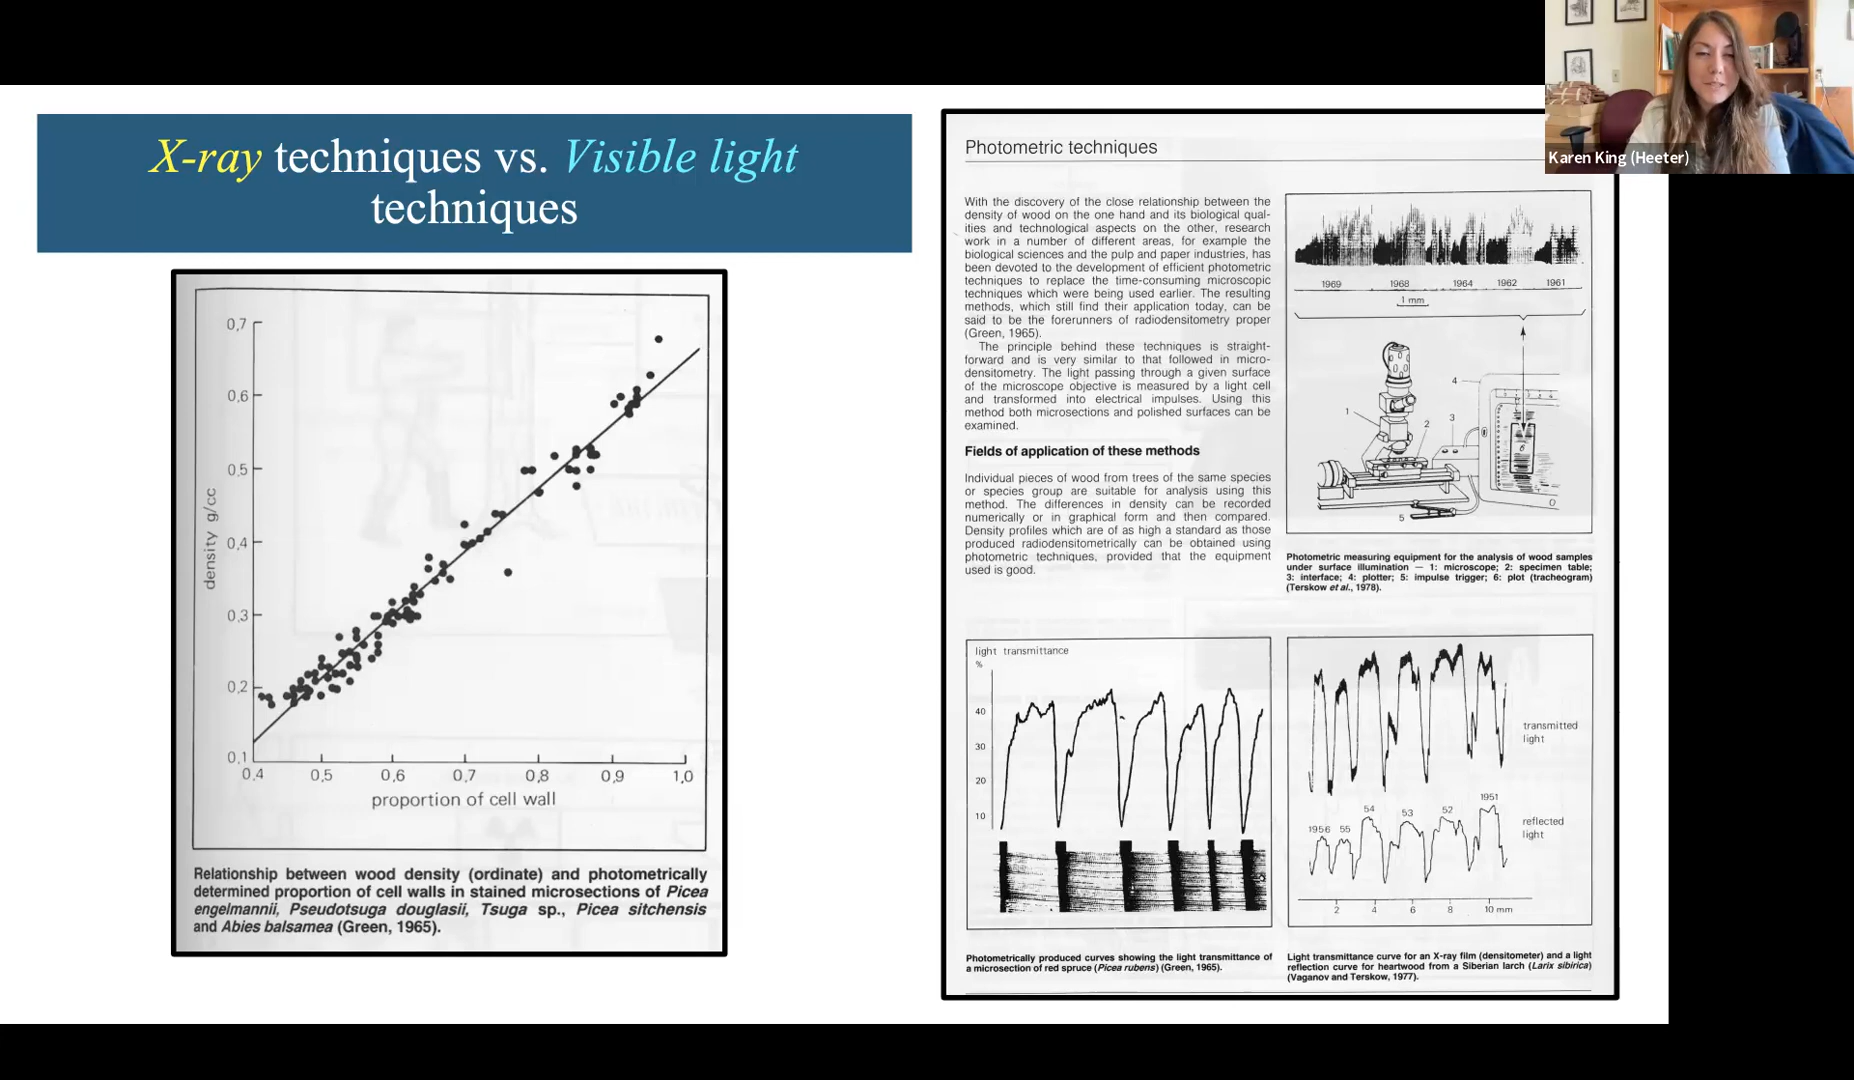 X-ray techniques vs. Visible light
techniques
0,7
0,6
0,5
0,4
0,3
0,2
0,1
density g/cc
0,4 0,5 0,6 0,7 0,8 0,9 1,0
proportion of cell wall
Relationship between wood density (ordinate) and photometrically
determined proportion of cell walls in stained microsections of Picea
engelmannii, Pseudotsuga douglasii, Tsuga sp., Picea sitchensis
and Abies balsamea (Green, 1965).
Photometric techniques
With the discovery of the close relationship between the
density of wood on the one hand and its biological qual-
ities and technological aspects on the other, research
work in a number of different areas, for example the
biological sciences and the pulp and paper industries, has
been devoted to the development of efficient photometric
techniques to replace the time-consuming microscopic
techniques which were being used earlier. The resulting
methods, which still find their application today, can be
said to be the forerunners of radiodensitometry proper
(Green, 1965).
The principle behind these techniques is straight-
forward and is very similar to that followed in micro-
densitometry. The light passing through a given surface
of the microscope objective is measured by a light cell
and transformed into electrical impulses. Using this
method both microsections and polished surfaces can be
examined.
Fields of application of these methods
Individual pieces of wood from trees of the same species
or species group are suitable for analysis using this
method. The differences in density can be recorded
numerically or in graphical form and then compared.
Density profiles which are of as high a standard as those
produced radiodensitometrically can be obtained using
photometric techniques, provided that the equipment
used is good.
1969 1968 1964 1962 1961
1 mm
4
1
2
3
6
5
Photometric measuring equipment for the analysis of wood samples
under surface illumination — 1: microscope; 2: specimen table;
3: interface; 4: plotter; 5: impulse trigger; 6: plot (tracheogram)
(Terskow et al., 1978).
light transmittance
%
40
30
20
10
Photometrically produced curves showing the light transmittance of
a microsection of red spruce (Picea rubens) (Green, 1965).
transmitted
light
1956 55 54 53 52 1951
reflected
light
2 4 6 8 10 mm
Light transmittance curve for an X-ray film (densitometer) and a light
reflection curve for heartwood from a Siberian larch (Larix sibirica)
(Vaganov and Terskow, 1977).
Karen King (Heeter)